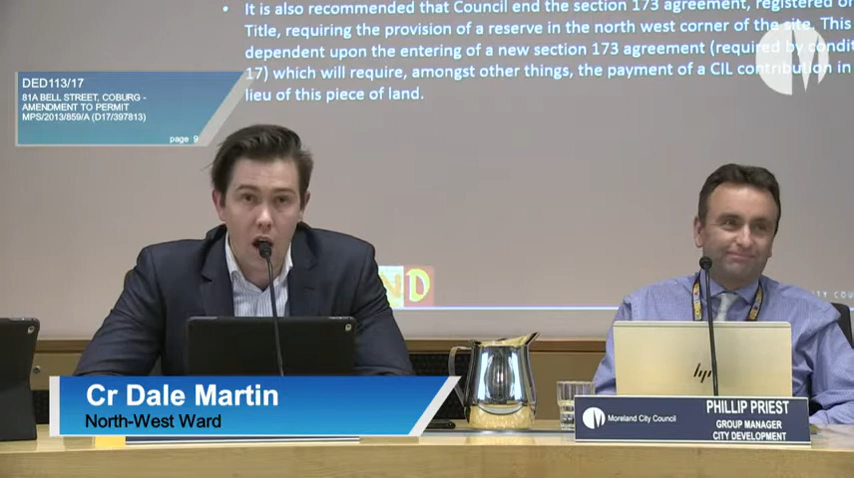 • It is also recommended that Council end the section 173 agreement, registered on
Title, requiring the provision of a reserve in the north west corner of the site. This
dependent upon the entering of a new section 173 agreement (required by condit
17) which will require, amongst other things, the payment of a CIL contribution in
lieu of this piece of land.
DED113/17
81A BELL STREET, COBURG -
AMENDMENT TO PERMIT
MPS/2013/859/A (D17/397813)
page 9
ND
CITY COU
hp
Cr Dale Martin
North-West Ward
Moreland City Council
PHILLIP PRIEST
GROUP MANAGER
CITY DEVELOPMENT